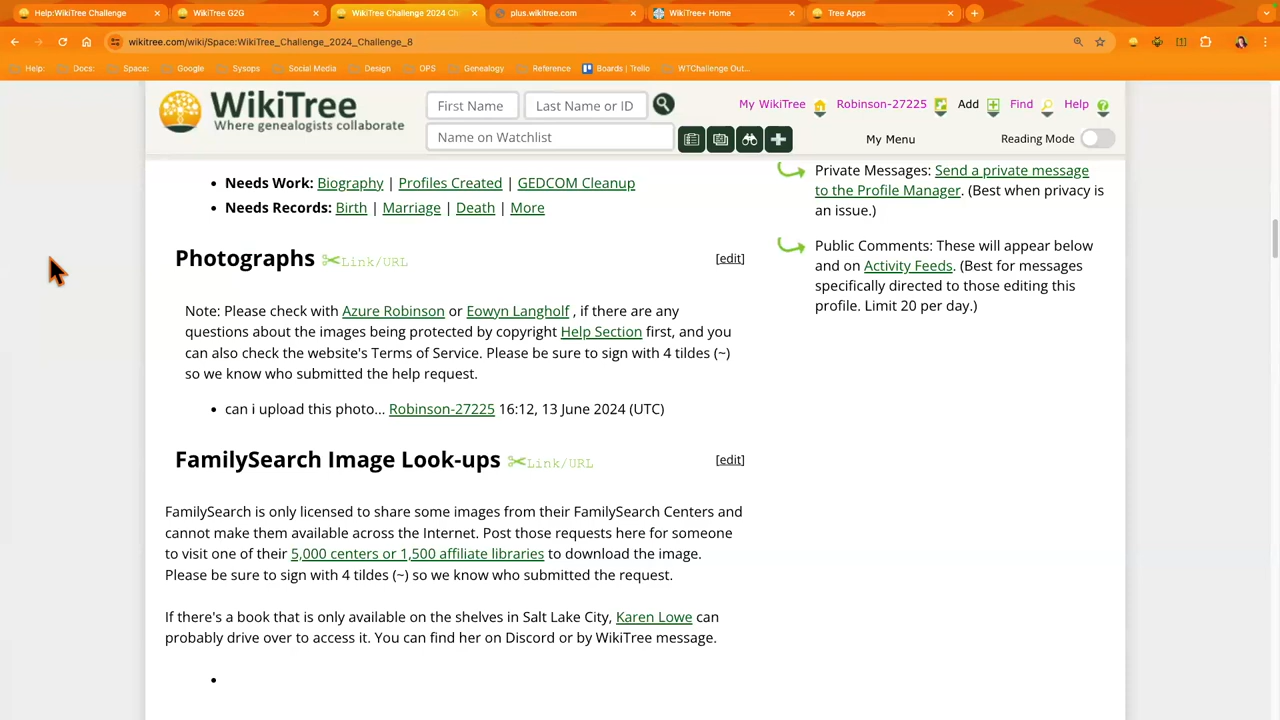 Help:WikiTree Challenge
WikiTree G2G
WikiTree Challenge 2024 Ch
plus.wikitree.com
WikiTree+ Home
Tree Apps
wikitree.com/wiki/Space:WikiTree_Challenge_2024_Challenge_8
Help: Docs: Space: Google Sysops Social Media Design OPS Genealogy Reference Boards | Trello WTChallenge Out...
WikiTree
Where genealogists collaborate
First Name Last Name or ID
Name on Watchlist
My WikiTree Robinson-27225 Add Find Help
My Menu Reading Mode
Needs Work: Biography | Profiles Created | GEDCOM Cleanup
Needs Records: Birth | Marriage | Death | More
Photographs Link/URL [edit]
Note: Please check with Azure Robinson or Eowyn Langholf , if there are any
questions about the images being protected by copyright Help Section first, and you
can also check the website's Terms of Service. Please be sure to sign with 4 tildes (~)
so we know who submitted the help request.
can i upload this photo... Robinson-27225 16:12, 13 June 2024 (UTC)
FamilySearch Image Look-ups Link/URL [edit]
FamilySearch is only licensed to share some images from their FamilySearch Centers and
cannot make them available across the Internet. Post those requests here for someone
to visit one of their 5,000 centers or 1,500 affiliate libraries to download the image.
Please be sure to sign with 4 tildes (~) so we know who submitted the request.
If there's a book that is only available on the shelves in Salt Lake City, Karen Lowe can
probably drive over to access it. You can find her on Discord or by WikiTree message.
Private Messages: Send a private message
to the Profile Manager. (Best when privacy is
an issue.)
Public Comments: These will appear below
and on Activity Feeds. (Best for messages
specifically directed to those editing this
profile. Limit 20 per day.)